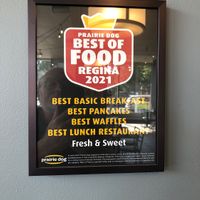 PRAIRIE DOG
BEST OF
FOOD
REGINA
2021
BEST BASIC BREAKFAST
BEST PANCAKES
BEST WAFFLES
BEST LUNCH RESTAURANT
Fresh & Sweet
prairie dog